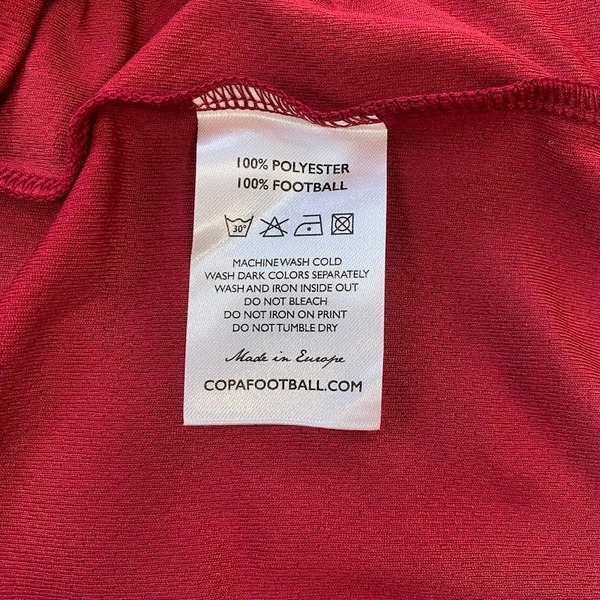 100% POLYESTER
100% FOOTBALL
30°
MACHINE WASH COLD
WASH DARK COLORS SEPARATELY
WASH AND IRON INSIDE OUT
DO NOT BLEACH
DO NOT IRON ON PRINT
DO NOT TUMBLE DRY
Made in Europe
COPAFOOTBALL.COM